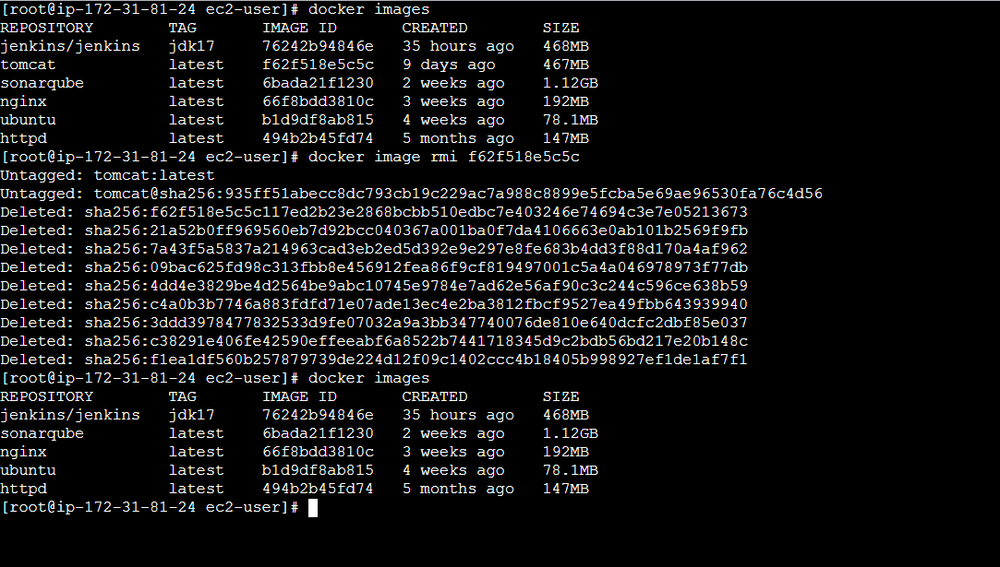 [root@ip-172-31-81-24 ec2-user]# docker images
REPOSITORY TAG IMAGE ID CREATED SIZE
jenkins/jenkins jdk17 76242b94846e 35 hours ago 468MB
tomcat latest f62f518e5c5c 9 days ago 467MB
sonarqube latest 6bada21f1230 2 weeks ago 1.12GB
nginx latest 66f8bdd3810c 3 weeks ago 192MB
ubuntu latest b1d9df8ab815 4 weeks ago 78.1MB
httpd latest 494b2b45fd74 5 months ago 147MB
[root@ip-172-31-81-24 ec2-user]# docker image rmi f62f518e5c5c
Untagged: tomcat:latest
Untagged: tomcat@sha256:935ff51abecc8dc793cb19c229ac7a988c8899e5fcba5e69ae96530fa76c4d56
Deleted: sha256:f62f518e5c5c117ed2b23e2868bcbb510edbc7e403246e74694c3e7e05213673
Deleted: sha256:21a52b0ff969560eb7d92bcc040367a001ba0f7da4106663e0ab101b2569f9fb
Deleted: sha256:7a43f5a5837a214963cad3eb2ed5d392e9e297e8fe683b4dd3f88d170a4af962
Deleted: sha256:09bac625fd98c313fbb8e456912fea86f9cf819497001c5a4a046978973f77db
Deleted: sha256:4dd4e3829be4d2564be9abc10745e9784e7ad62e56af90c3c244c596ce638b59
Deleted: sha256:c4a0b3b7746a883fdfd71e07ade13ec4e2ba3812fbcf9527ea49fbb643939940
Deleted: sha256:3ddd3978477832533d9fe07032a9a3bb347740076de810e640dcfc2dbf85e037
Deleted: sha256:c38291e406fe42590effeeabf6a8522b7441718345d9c2bdb56bd217e20b148c
Deleted: sha256:f1ea1df560b257879739de224d12f09c1402ccc4b18405b998927ef1de1af7f1
[root@ip-172-31-81-24 ec2-user]# docker images
REPOSITORY TAG IMAGE ID CREATED SIZE
jenkins/jenkins jdk17 76242b94846e 35 hours ago 468MB
sonarqube latest 6bada21f1230 2 weeks ago 1.12GB
nginx latest 66f8bdd3810c 3 weeks ago 192MB
ubuntu latest b1d9df8ab815 4 weeks ago 78.1MB
httpd latest 494b2b45fd74 5 months ago 147MB
[root@ip-172-31-81-24 ec2-user]#